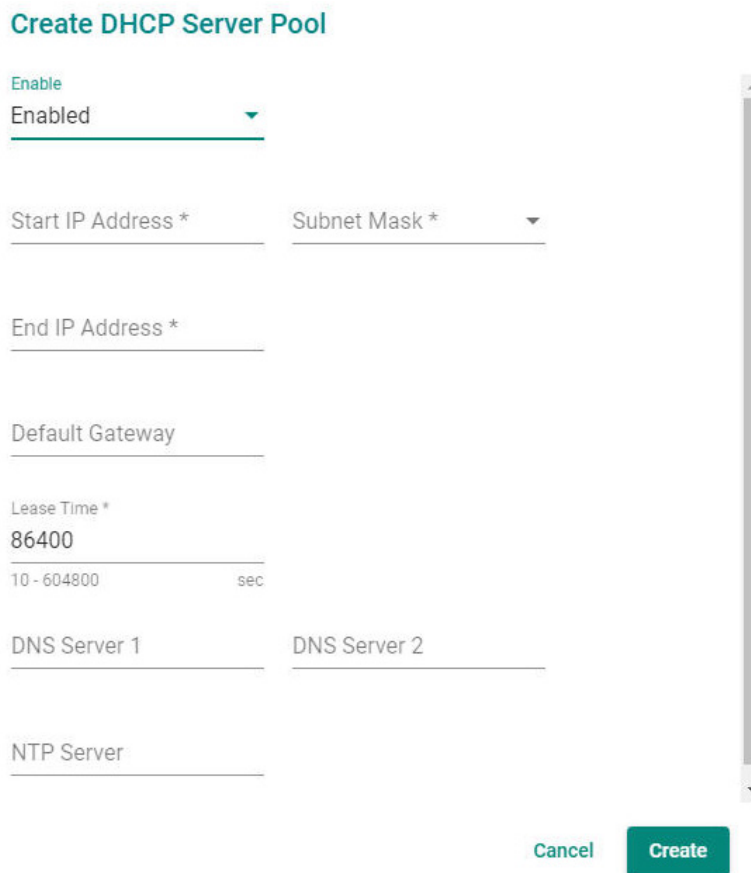 Create DHCP Server Pool
Enable
Enabled
Start IP Address *
Subnet Mask *
End IP Address *
Default Gateway
Lease Time *
86400
10 - 604800
sec
DNS Server 1
DNS Server 2
NTP Server
Cancel
Create